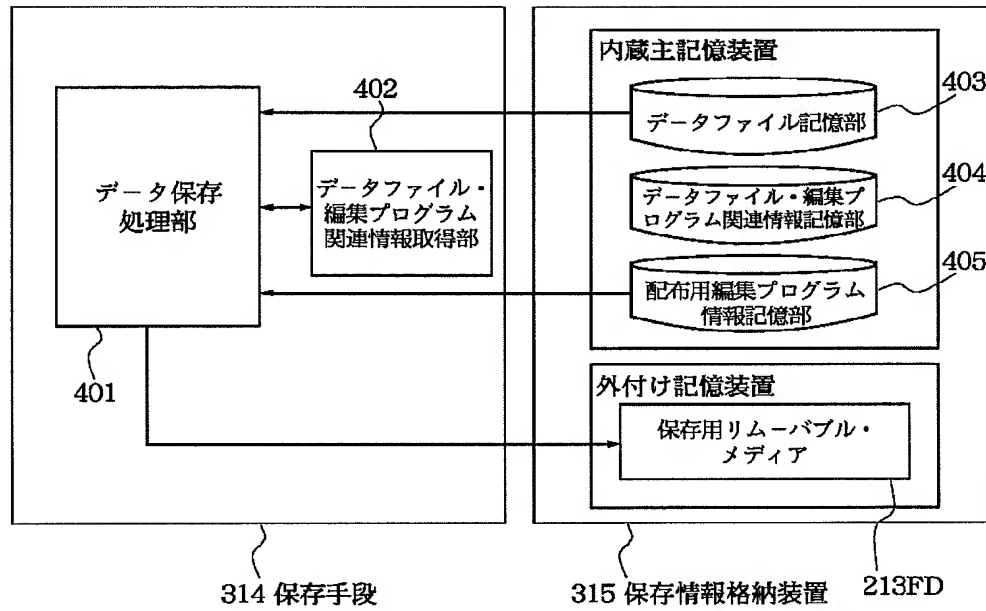 内蔵主記憶装置
402
403
データファイル記憶部
データ保存
処理部
データファイル・
編集プログラム
関連情報取得部
404
データファイル・編集プ
ログラム関連情報記憶部
405
配布用編集プログラム
情報記憶部
401
外付け記憶装置
保存用リムーバブル・
メディア
314 保存手段
315 保存情報格納装置
213FD